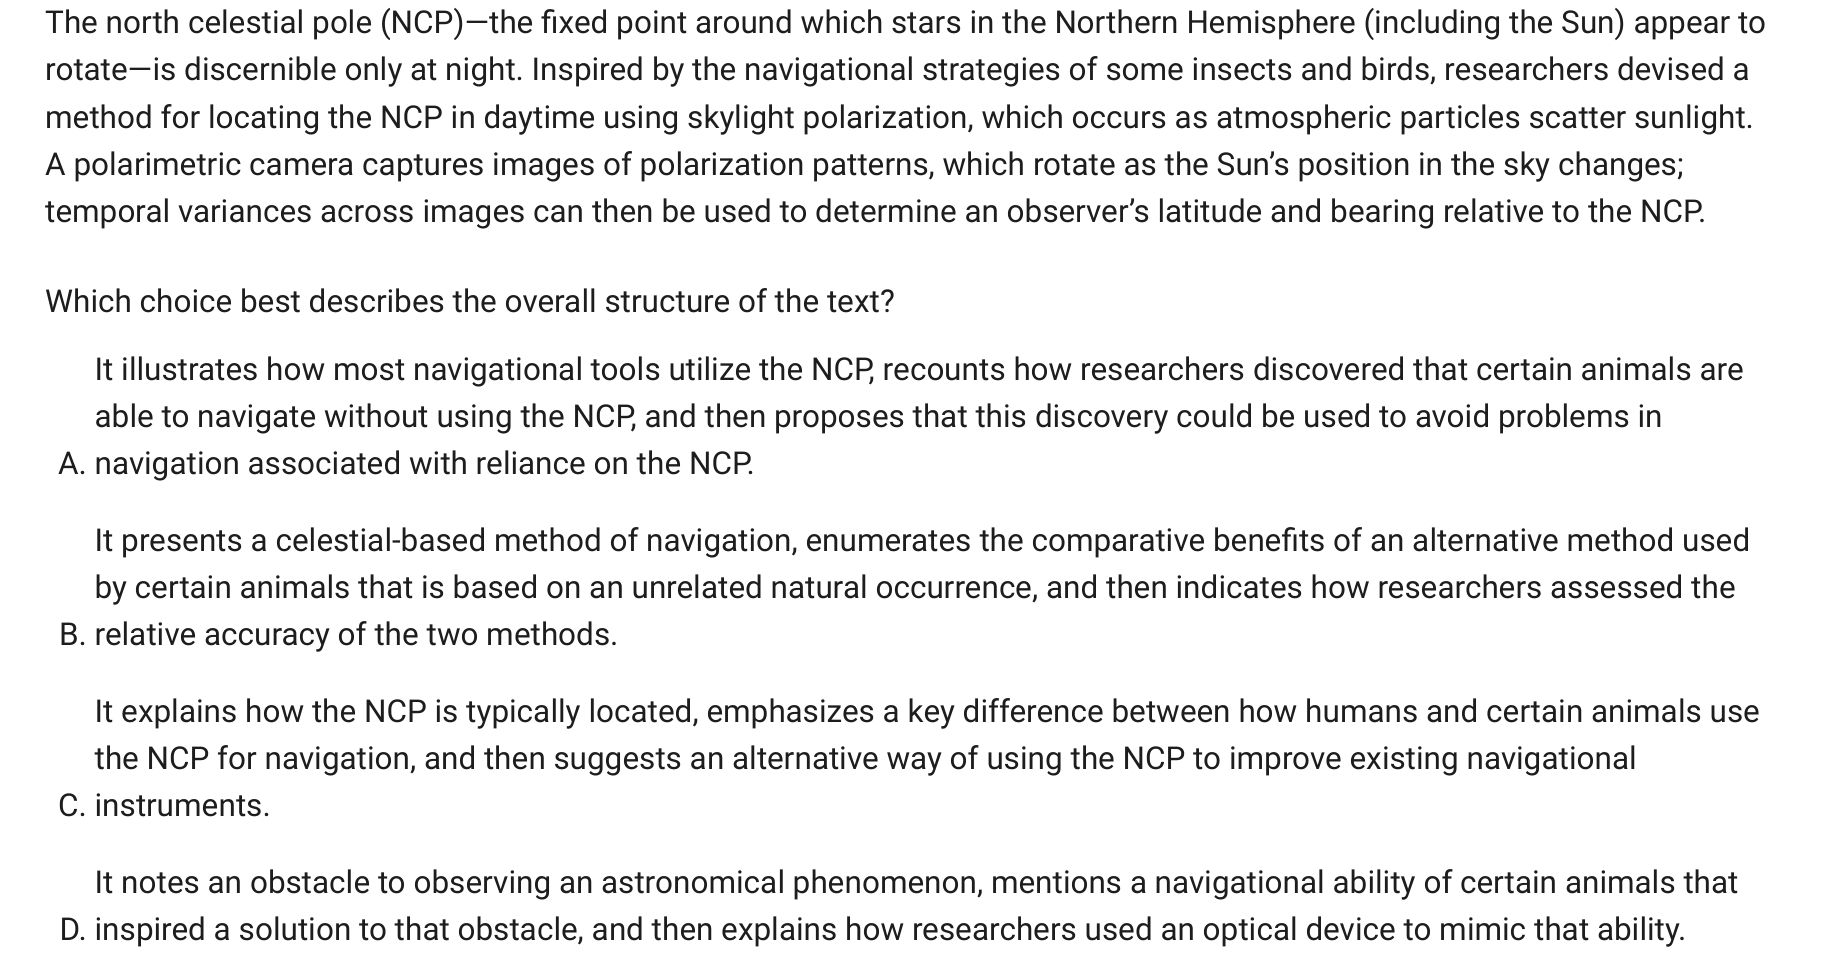 The north celestial pole (NCP)—the fixed point around which stars in the Northern Hemisphere (including the Sun) appear to
rotate—is discernible only at night. Inspired by the navigational strategies of some insects and birds, researchers devised a
method for locating the NCP in daytime using skylight polarization, which occurs as atmospheric particles scatter sunlight.
A polarimetric camera captures images of polarization patterns, which rotate as the Sun's position in the sky changes;
temporal variances across images can then be used to determine an observer's latitude and bearing relative to the NCP.
Which choice best describes the overall structure of the text?
It illustrates how most navigational tools utilize the NCP, recounts how researchers discovered that certain animals are
able to navigate without using the NCP, and then proposes that this discovery could be used to avoid problems in
A. navigation associated with reliance on the NCP.
It presents a celestial-based method of navigation, enumerates the comparative benefits of an alternative method used
by certain animals that is based on an unrelated natural occurrence, and then indicates how researchers assessed the
B. relative accuracy of the two methods.
It explains how the NCP is typically located, emphasizes a key difference between how humans and certain animals use
the NCP for navigation, and then suggests an alternative way of using the NCP to improve existing navigational
C. instruments.
It notes an obstacle to observing an astronomical phenomenon, mentions a navigational ability of certain animals that
D. inspired a solution to that obstacle, and then explains how researchers used an optical device to mimic that ability.